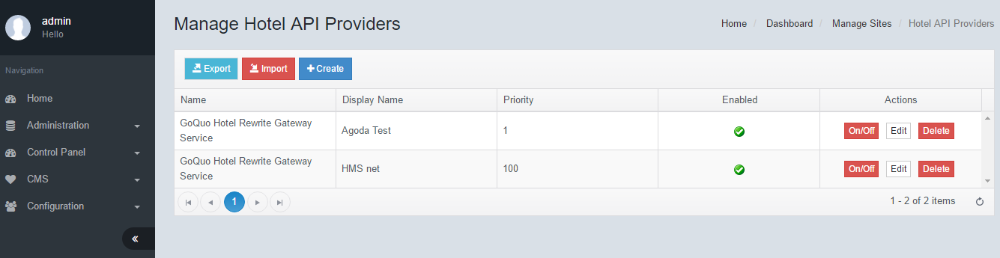 admin
Hello
Navigation
Home
Administration
Control Panel
CMS
Configuration
Manage Hotel API Providers
Home / Dashboard / Manage Sites / Hotel API Providers
Export Import Create
Name Display Name Priority Enabled Actions
GoQuo Hotel Rewrite Gateway
Service
Agoda Test 1 On/Off Edit Delete
GoQuo Hotel Rewrite Gateway
Service
HMS net 100 On/Off Edit Delete
1 1 - 2 of 2 items